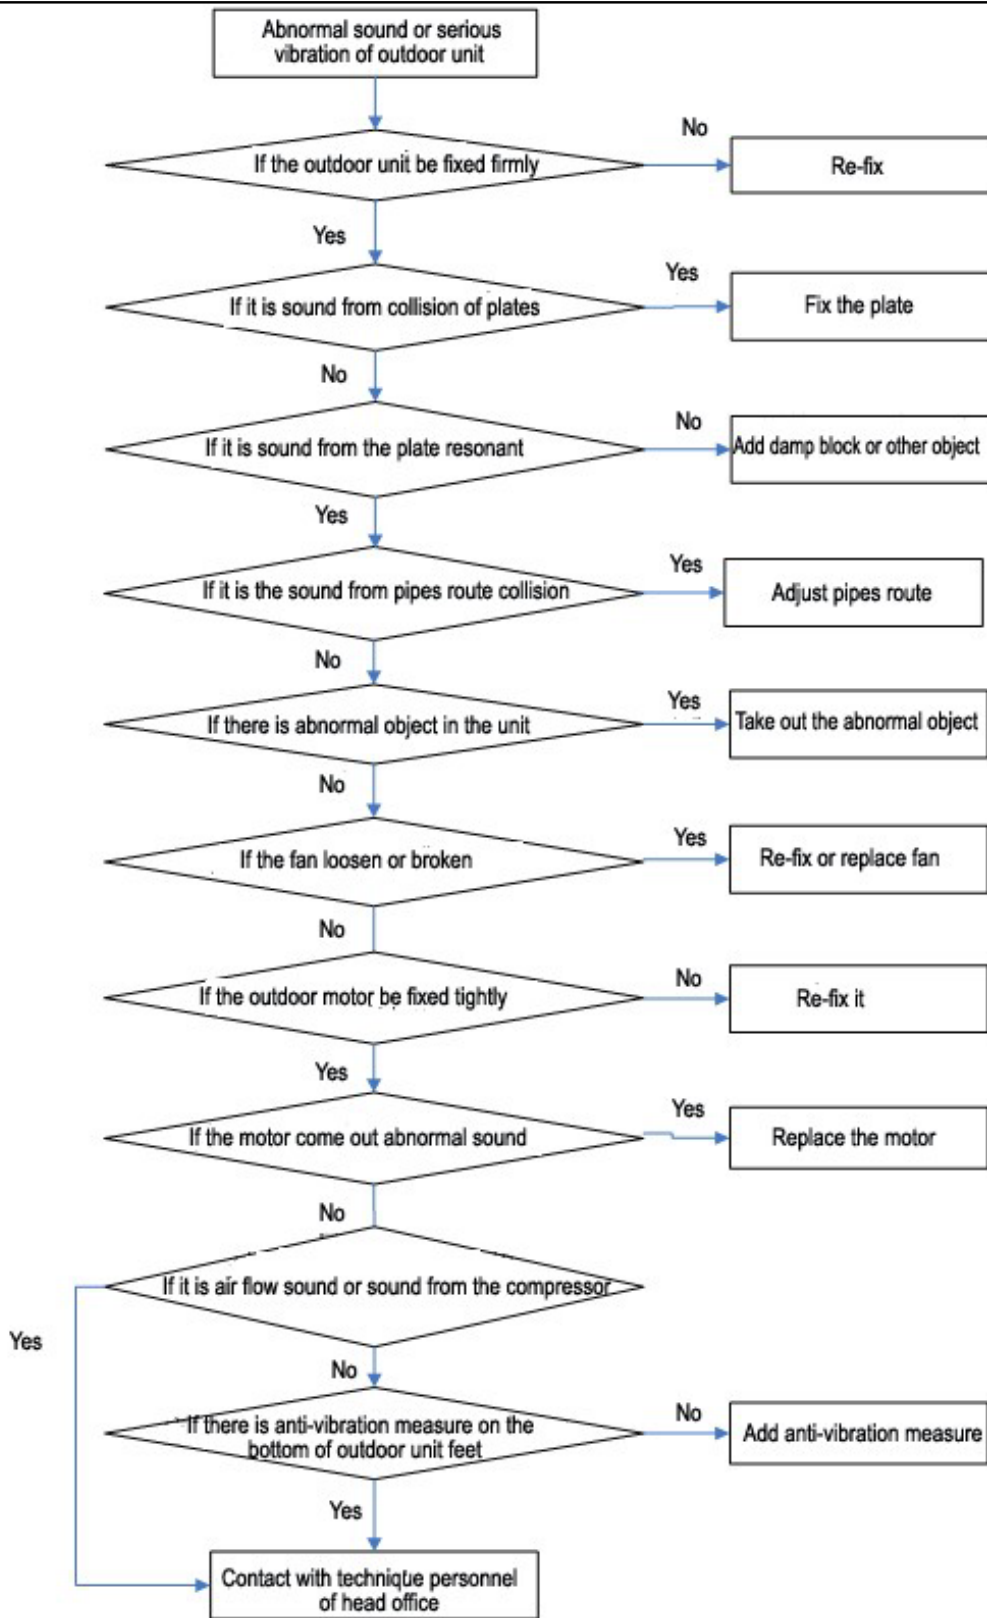 Abnormal sound or serious
vibration of outdoor unit
No
If the outdoor unit be fixed firmly
Re-fix
Yes
Yes
If it is sound from collision of plates
Fix the plate
No
No
If it is sound from the plate resonant
Add damp block or other object
Yes
Yes
If it is the sound from pipes route collision
Adjust pipes route
No
Yes
If there is abnormal object in the unit
Take out the abnormal object
No
Yes
If the fan loosen or broken
Re-fix or replace fan
No
No
If the outdoor motor be fixed tightly
Re-fix it
Yes
Yes
If the motor come out abnormal sound
Replace the motor
No
If it is air flow sound or sound from the compressor
Yes
No
No
If there is anti-vibration measure on the
bottom of outdoor unit feet
Add anti-vibration measure
Yes
Contact with technique personnel
of head office